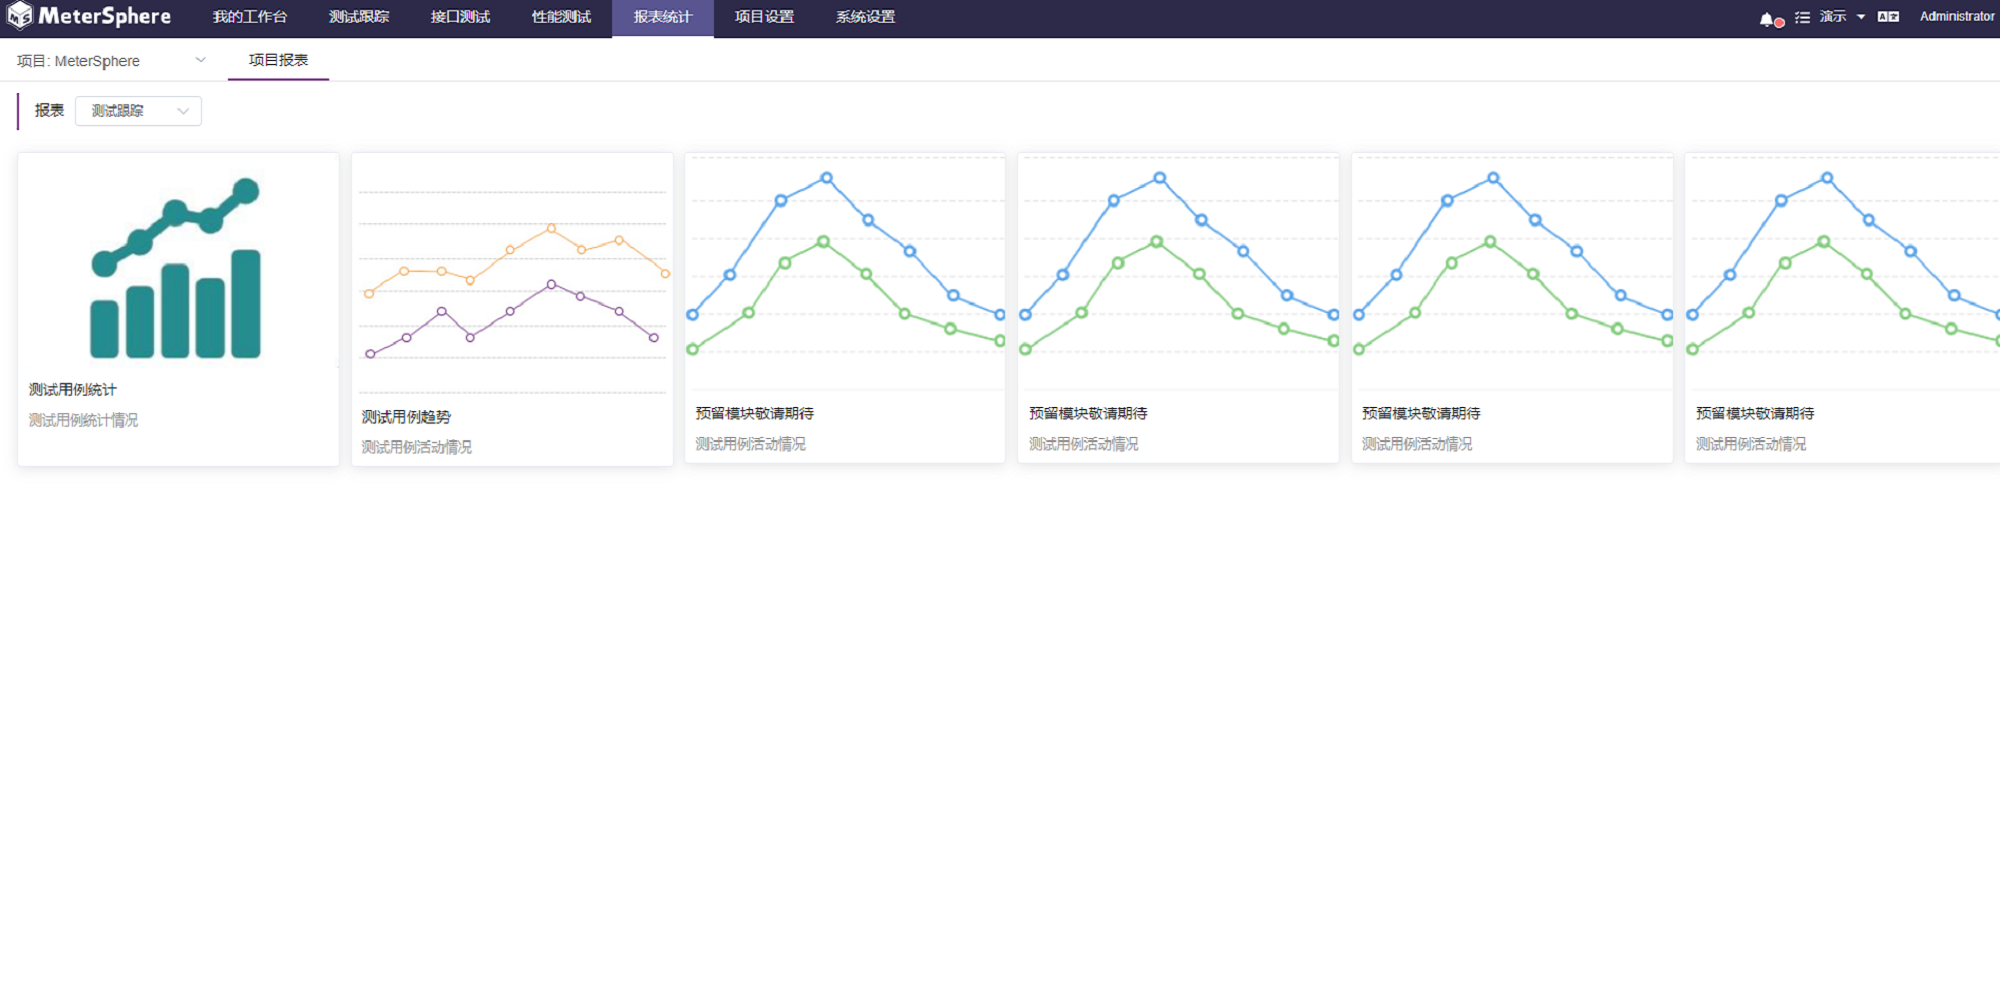 MeterSphere 我的工作台 测试跟踪 接口测试 性能测试 报表统计 项目设置 系统设置 演示 Administrator
项目: MeterSphere 项目报表
报表 测试跟踪
测试用例统计
测试用例统计情况
测试用例趋势
测试用例活动情况
预留模块敬请期待
测试用例活动情况
预留模块敬请期待
测试用例活动情况
预留模块敬请期待
测试用例活动情况
预留模块敬请期待
测试用例活动情况